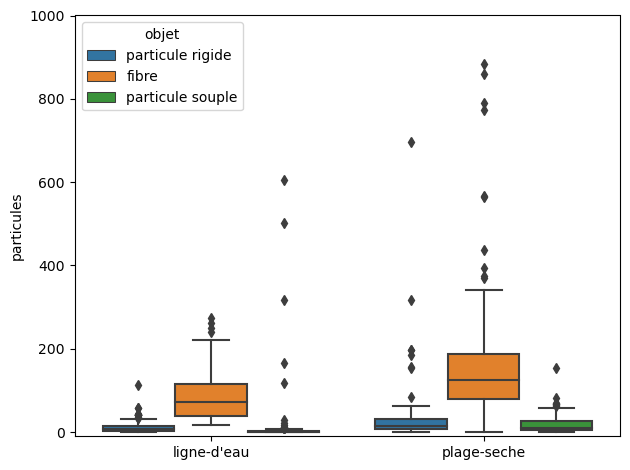 1000
800
600
400
200
0
particules
objet
particule rigide
fibre
particule souple
ligne-d'eau
plage-seche